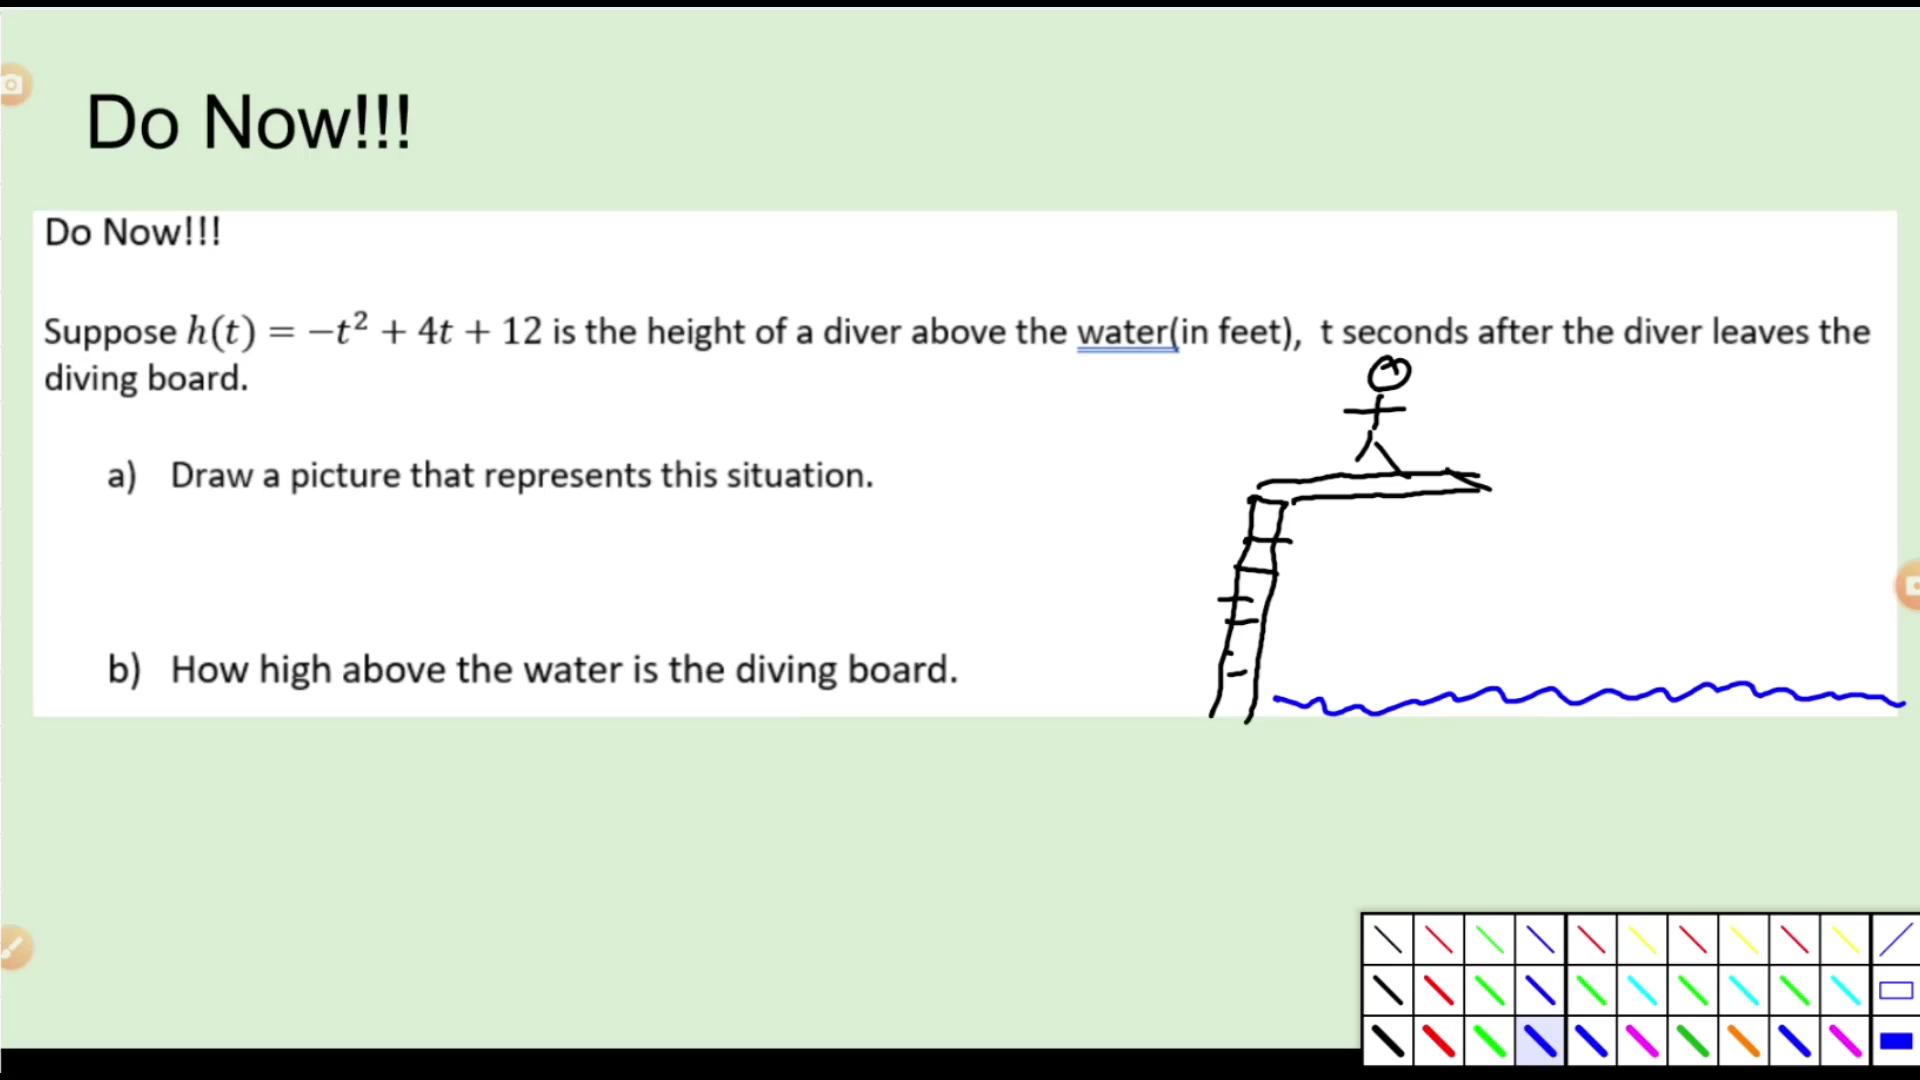 Do Now!!!
Do Now!!!
Suppose h(t) = −t² + 4t + 12 is the height of a diver above the water(in feet), t seconds after the diver leaves the
diving board.
a) Draw a picture that represents this situation.
b) How high above the water is the diving board.